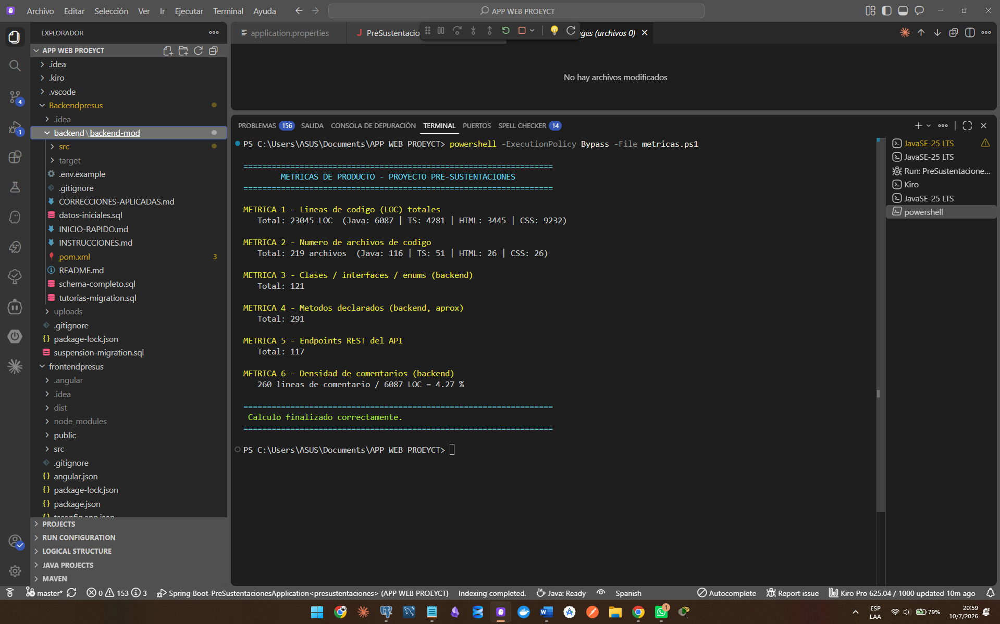 Archivo Editar Selección Ver Ir Ejecutar Terminal Ayuda
APP WEB PROEYCT
EXPLORADOR
APP WEB PROEYCT
.idea
.kiro
.vscode
Backendpresus
.idea
backend\backend-mod
src
target
.env.example
.gitignore
CORRECCIONES-APLICADAS.md
datos-iniciales.sql
INICIO-RAPIDO.md
INSTRUCCIONES.md
pom.xml 3
README.md
schema-completo.sql
tutorias-migration.sql
uploads
.gitignore
package-lock.json
suspension-migration.sql
frontendpresus
.angular
.idea
dist
node_modules
public
src
.gitignore
angular.json
package-lock.json
package.json
tsconfig.app.json
PROJECTS
RUN CONFIGURATION
LOGICAL STRUCTURE
JAVA PROJECTS
MAVEN
4
1
application.properties
PreSustentacio
ges (archivos 0)
No hay archivos modificados
PROBLEMAS 156 SALIDA CONSOLA DE DEPURACIÓN TERMINAL PUERTOS SPELL CHECKER 14
PS C:\Users\ASUS\Documents\APP WEB PROEYCT> powershell -ExecutionPolicy Bypass -File metricas.ps1
==================================================================
METRICAS DE PRODUCTO - PROYECTO PRE-SUSTENTACIONES
==================================================================
METRICA 1 - Lineas de codigo (LOC) totales
Total: 23045 LOC (Java: 6087 | TS: 4281 | HTML: 3445 | CSS: 9232)
METRICA 2 - Numero de archivos de codigo
Total: 219 archivos (Java: 116 | TS: 51 | HTML: 26 | CSS: 26)
METRICA 3 - Clases / interfaces / enums (backend)
Total: 121
METRICA 4 - Metodos declarados (backend, aprox)
Total: 291
METRICA 5 - Endpoints REST del API
Total: 117
METRICA 6 - Densidad de comentarios (backend)
260 lineas de comentario / 6087 LOC = 4.27 %
==================================================================
Calculo finalizado correctamente.
==================================================================
PS C:\Users\ASUS\Documents\APP WEB PROEYCT>
JavaSE-25 LTS
JavaSE-25 LTS
Run: PreSustentacione...
Kiro
JavaSE-25 LTS
powershell
master* 0 153 3 Spring Boot-PreSustentacionesApplication<presustentaciones> (APP WEB PROEYCT) Indexing completed. Java: Ready Spanish Autocomplete Report issue Kiro Pro 625.04 / 1000 updated 10m ago
1
ESP
LAA
79%
20:59
10/7/2026